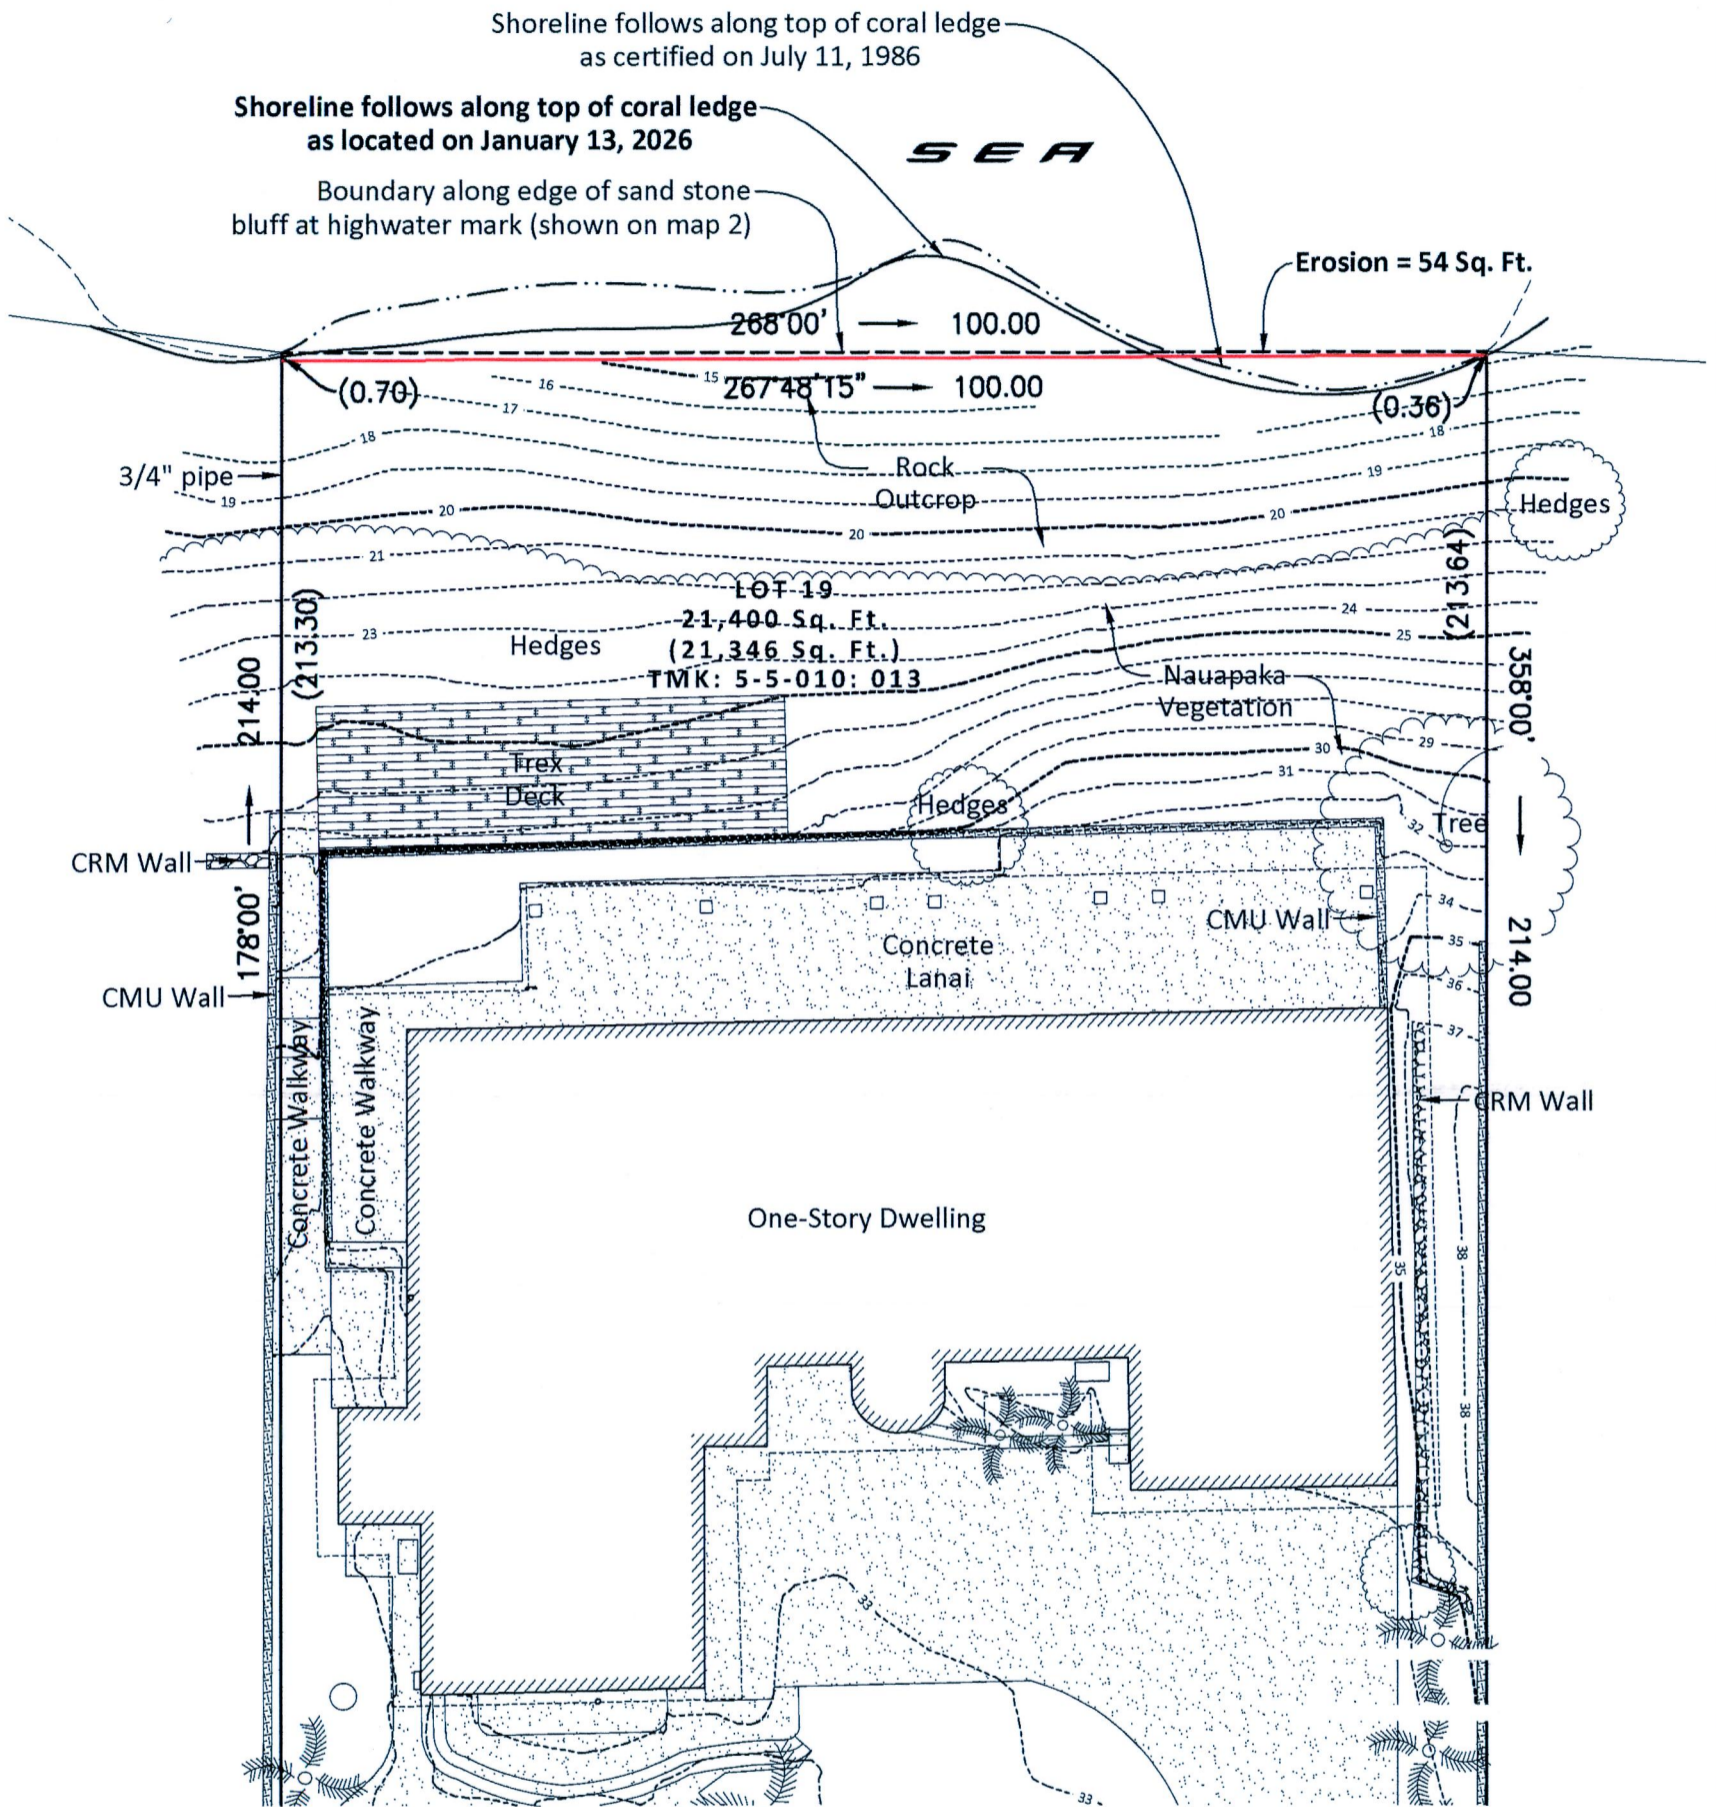 Shoreline follows along top of coral ledge
as certified on July 11, 1986
Shoreline follows along top of coral ledge
as located on January 13, 2026
SEA
Boundary along edge of sand stone
bluff at highwater mark (shown on map 2)
Erosion = 54 Sq. Ft.
268°00' 100.00
15
267°48'15" 100.00
16
(0.70)
17
(0.36)
18
18
3/4" pipe
Rock
Outcrop
19
19
Hedges
20
20
20
21
(213.64)
LOT 19
21,400 Sq. Ft.
(21,346 Sq. Ft.)
TMK: 5-5-010: 013
(213.30)
23
24
25
Hedges
214.00
Nauapaka
Vegetation
358°00'
29
30
31
Trex
Deck
Hedges
32
Tree
CRM Wall
34
CMU Wall
35
178°00'
Concrete
Lanai
214.00
36
CMU Wall
37
Concrete Walkway
Concrete Walkway
CRM Wall
One-Story Dwelling
35
38
38
33
33